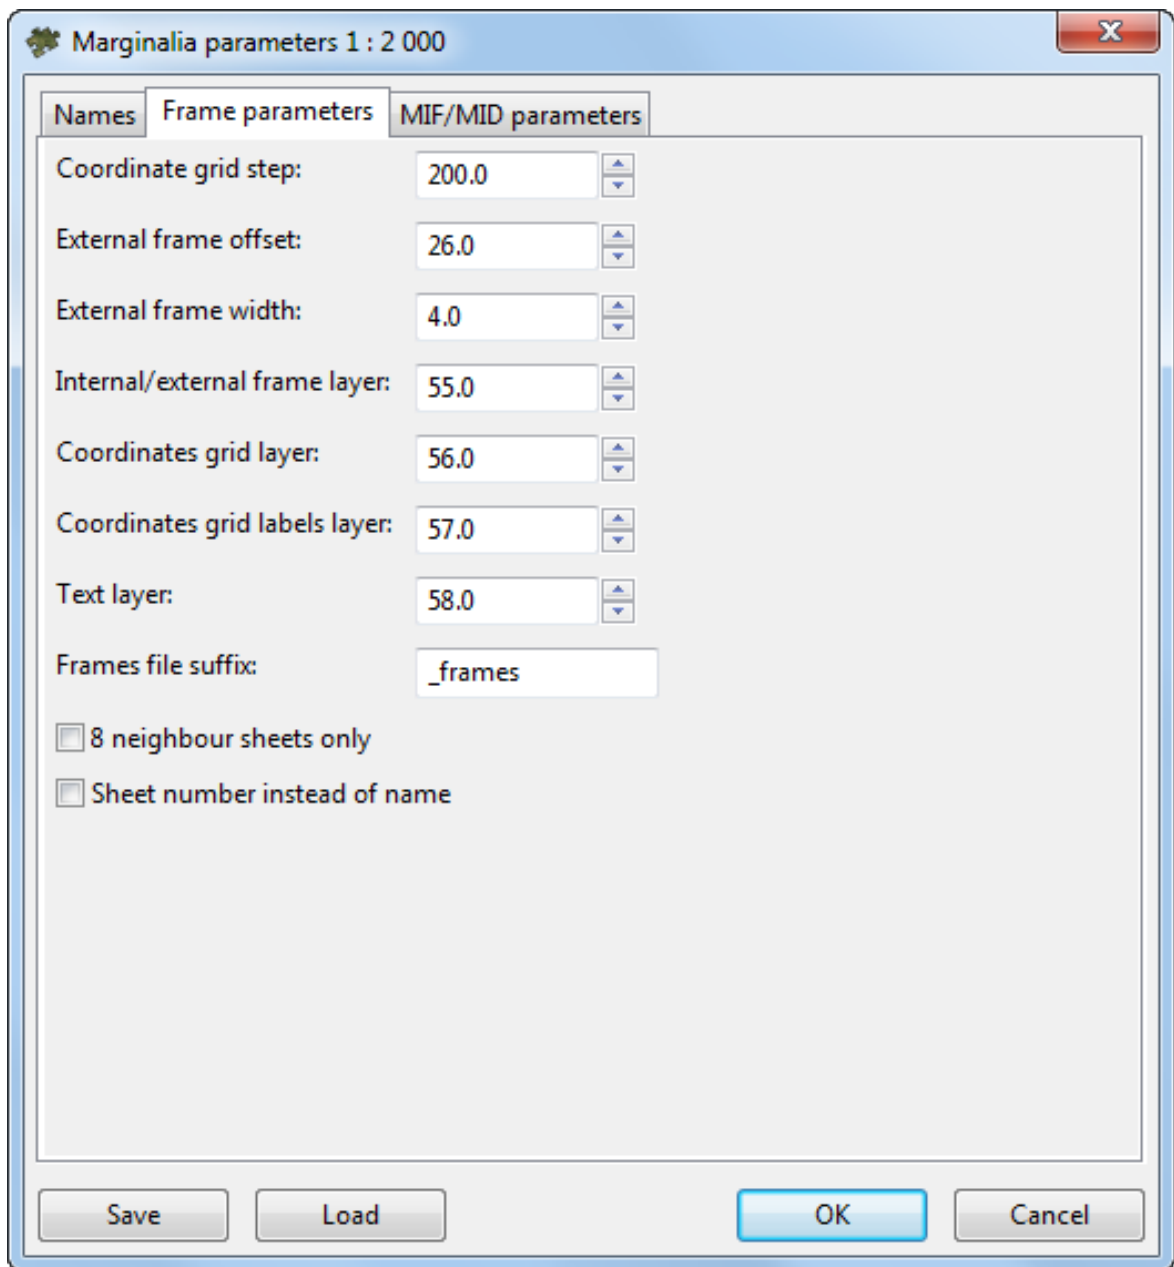 Marginalia parameters 1 : 2 000
Names Frame parameters MIF/MID parameters
Coordinate grid step: 200.0
External frame offset: 26.0
External frame width: 4.0
Internal/external frame layer: 55.0
Coordinates grid layer: 56.0
Coordinates grid labels layer: 57.0
Text layer: 58.0
Frames file suffix: _frames
8 neighbour sheets only
Sheet number instead of name
Save Load OK Cancel